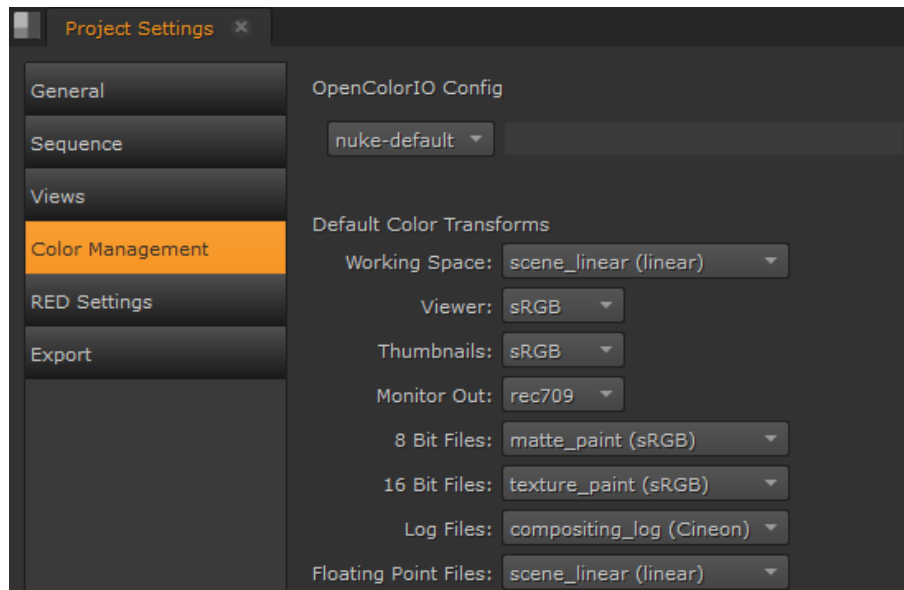 Project Settings
General
Sequence
Views
Color Management
RED Settings
Export
OpenColorIO Config
nuke-default
Default Color Transforms
Working Space: scene_linear (linear)
Viewer: sRGB
Thumbnails: sRGB
Monitor Out: rec709
8 Bit Files: matte_paint (sRGB)
16 Bit Files: texture_paint (sRGB)
Log Files: compositing_log (Cineon)
Floating Point Files: scene_linear (linear)